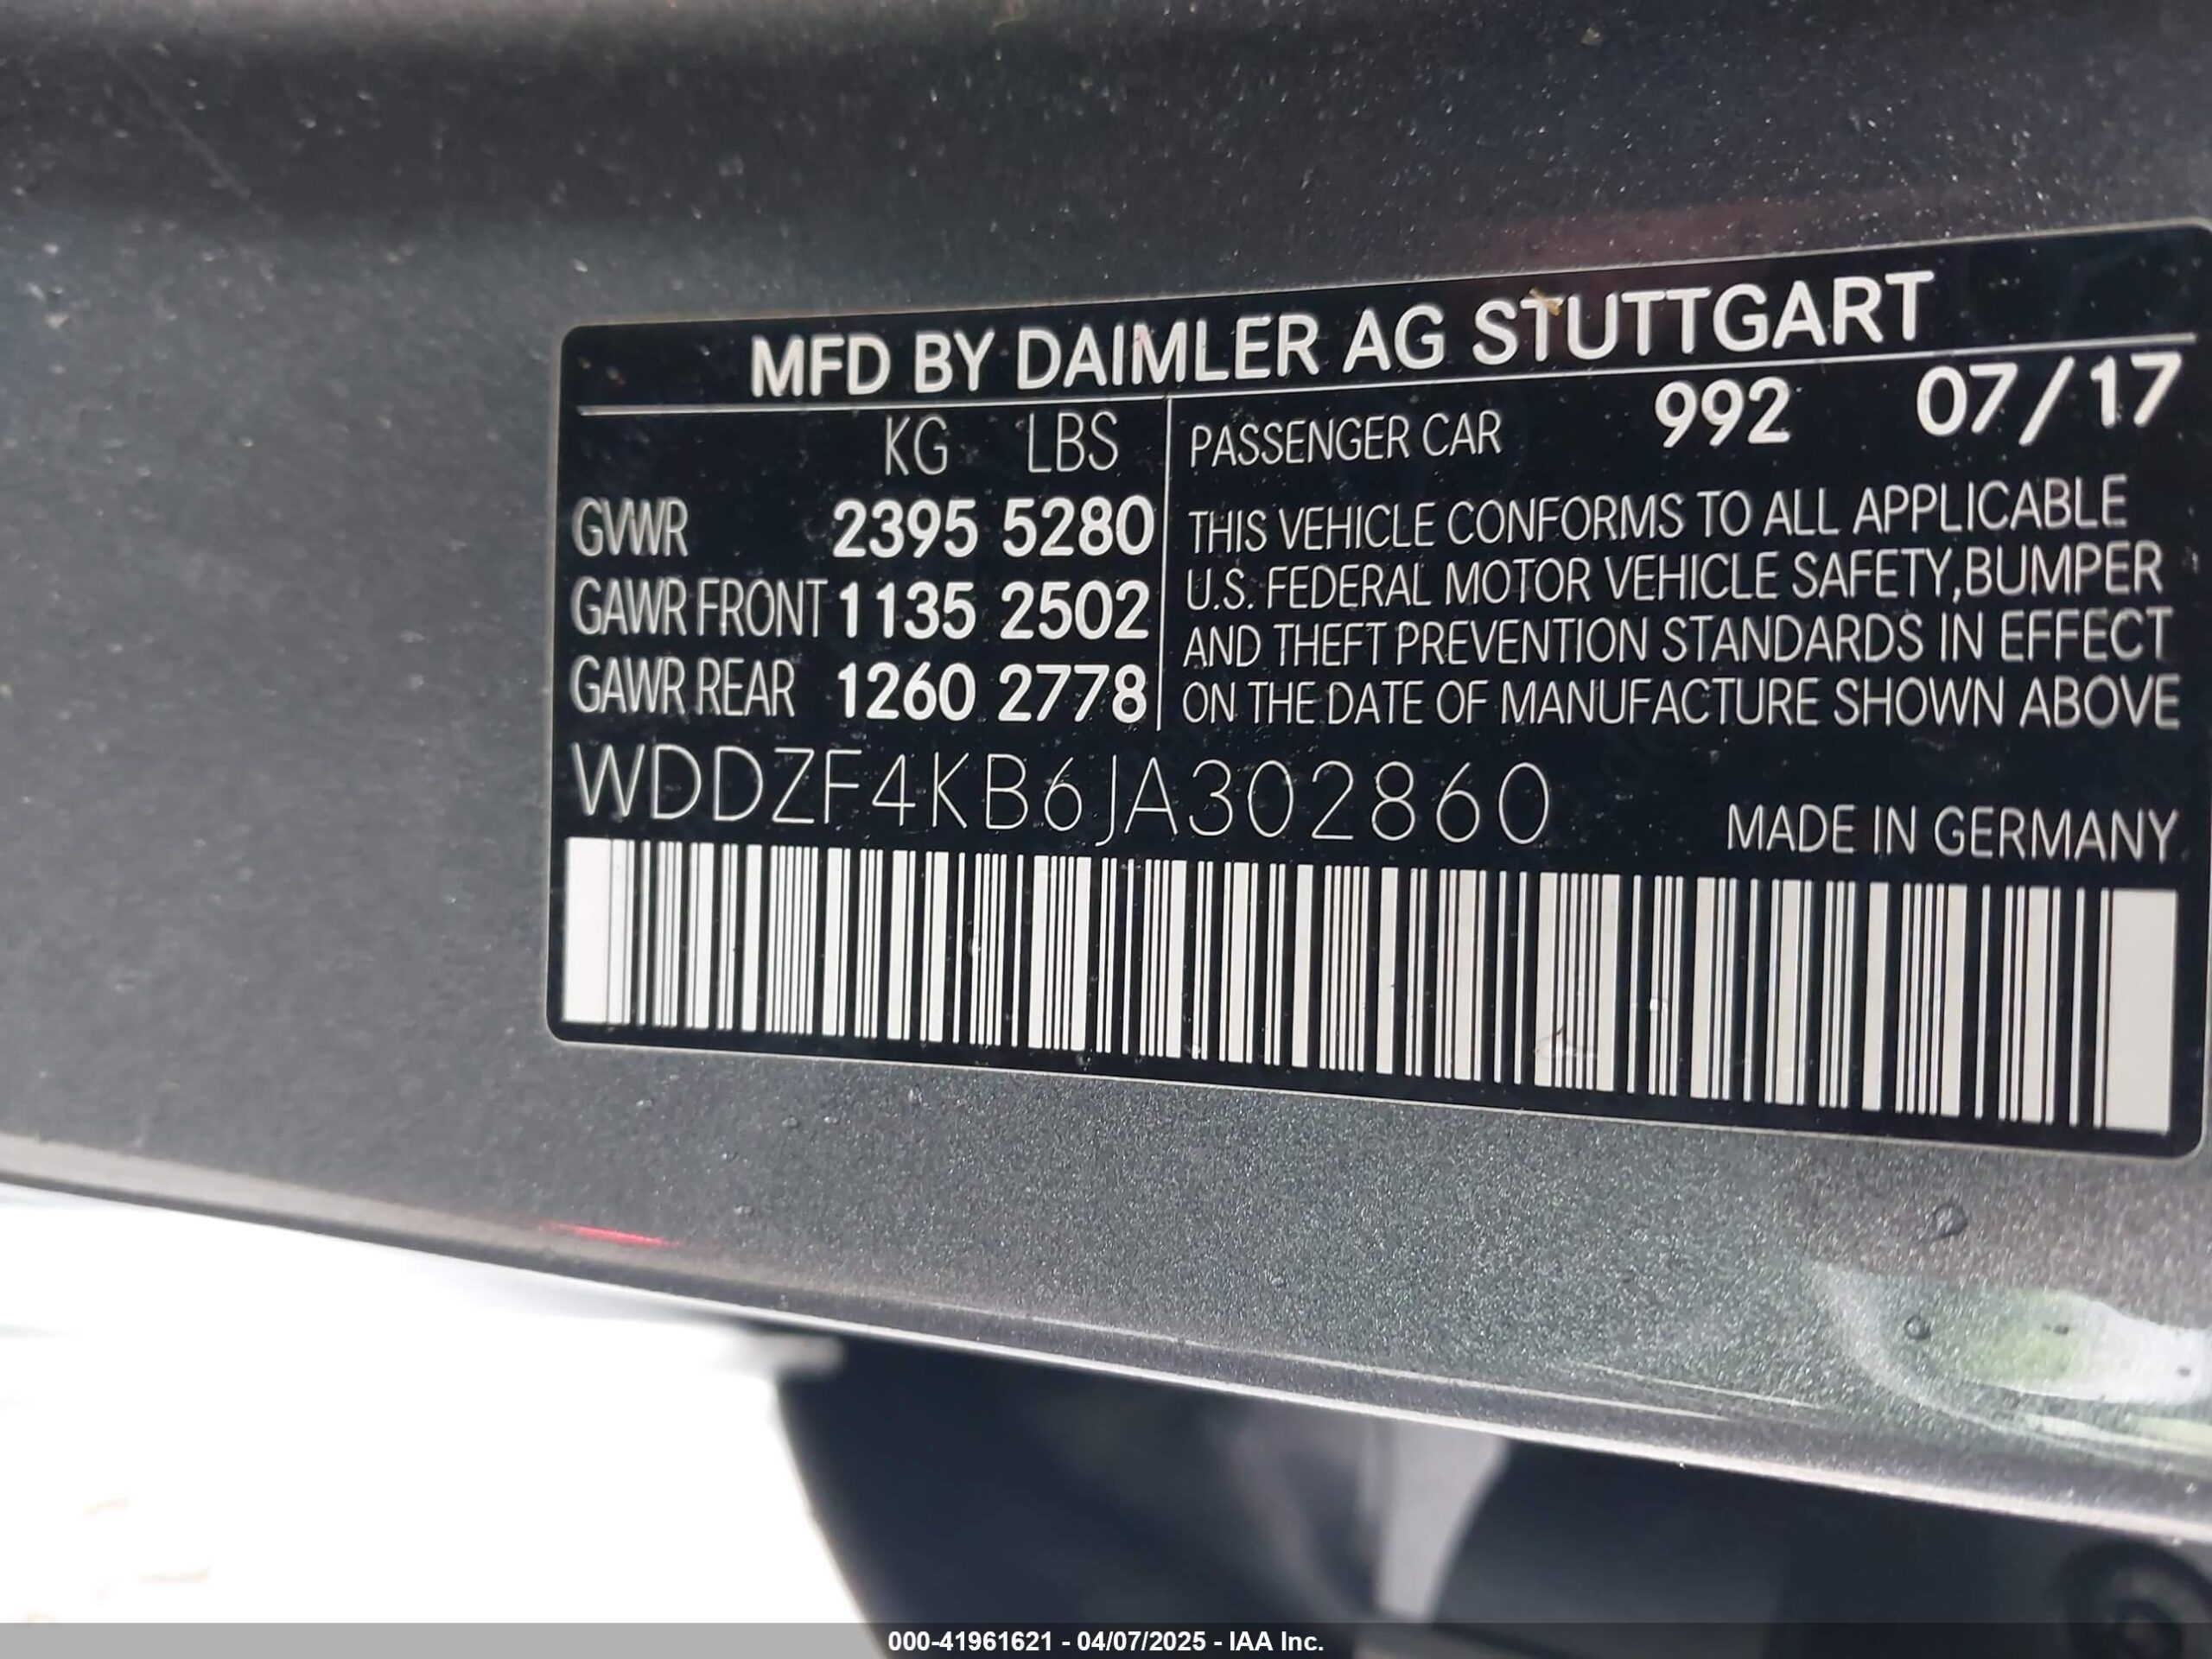 MFD BY DAIMLER AG STUTTGART
KG LBS
GVWR 2395 5280
GAWR FRONT 1135 2502
GAWR REAR 1260 2778
PASSENGER CAR 992 07/17
THIS VEHICLE CONFORMS TO ALL APPLICABLE
U.S. FEDERAL MOTOR VEHICLE SAFETY,BUMPER
AND THEFT PREVENTION STANDARDS IN EFFECT
ON THE DATE OF MANUFACTURE SHOWN ABOVE
WDDZF4KB6JA302860
MADE IN GERMANY
000-41961621 - 04/07/2025 - IAA Inc.